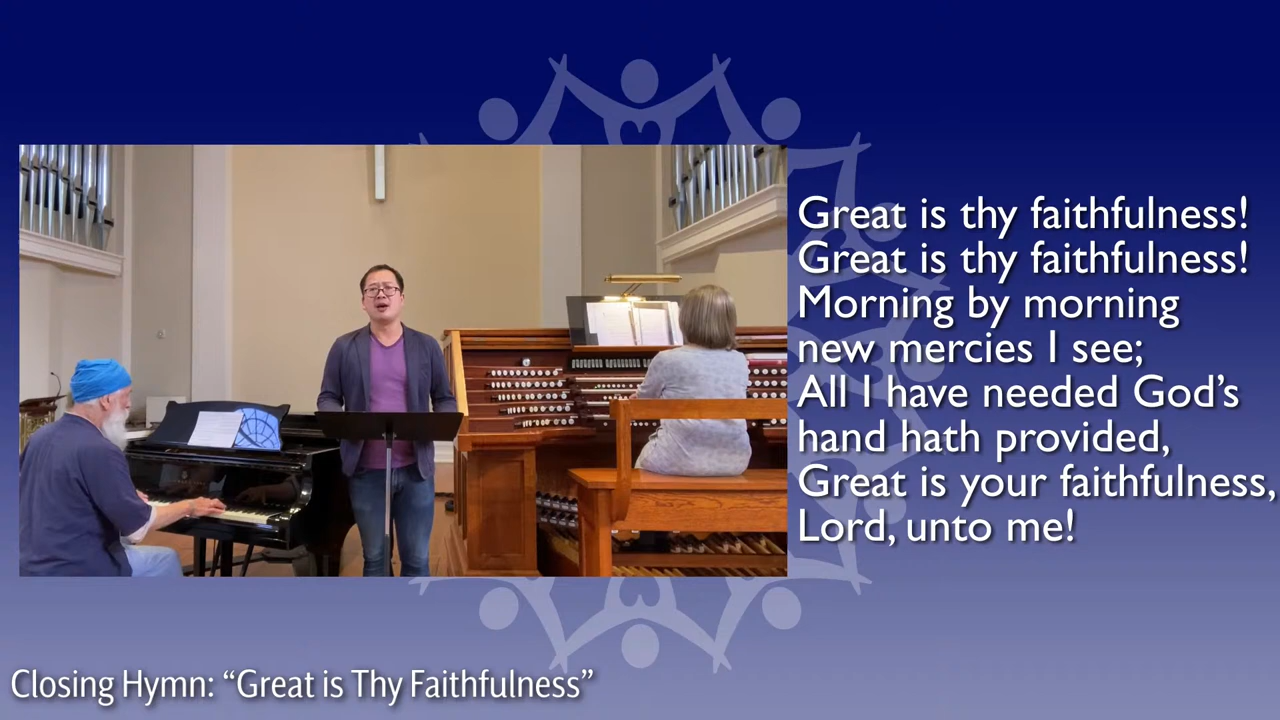 Great is thy faithfulness!
Great is thy faithfulness!
Morning by morning
new mercies I see;
All I have needed God's
hand hath provided,
Great is your faithfulness,
Lord, unto me!
Closing Hymn: “Great is Thy Faithfulness”